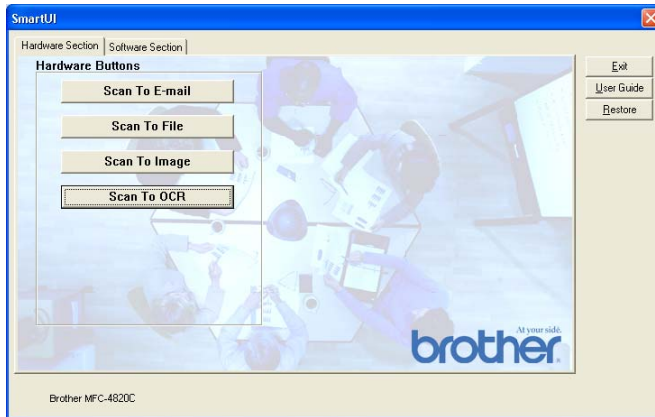 SmartUI
Hardware Section
Software Section
Hardware Buttons
Scan To E-mail
Scan To File
Scan To Image
Scan To OCR
Exit
User Guide
Restore
At your side.
brother
Brother MFC-4820C